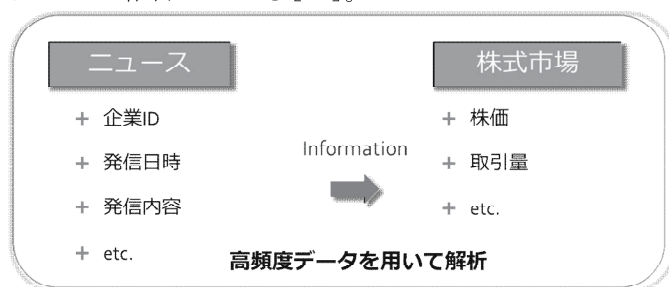 ニュース
+ 企業ID
+ 発信日時
+ 発信内容
+ etc.
Information
株式市場
+ 株価
+ 取引量
+ etc.
高頻度データを用いて解析